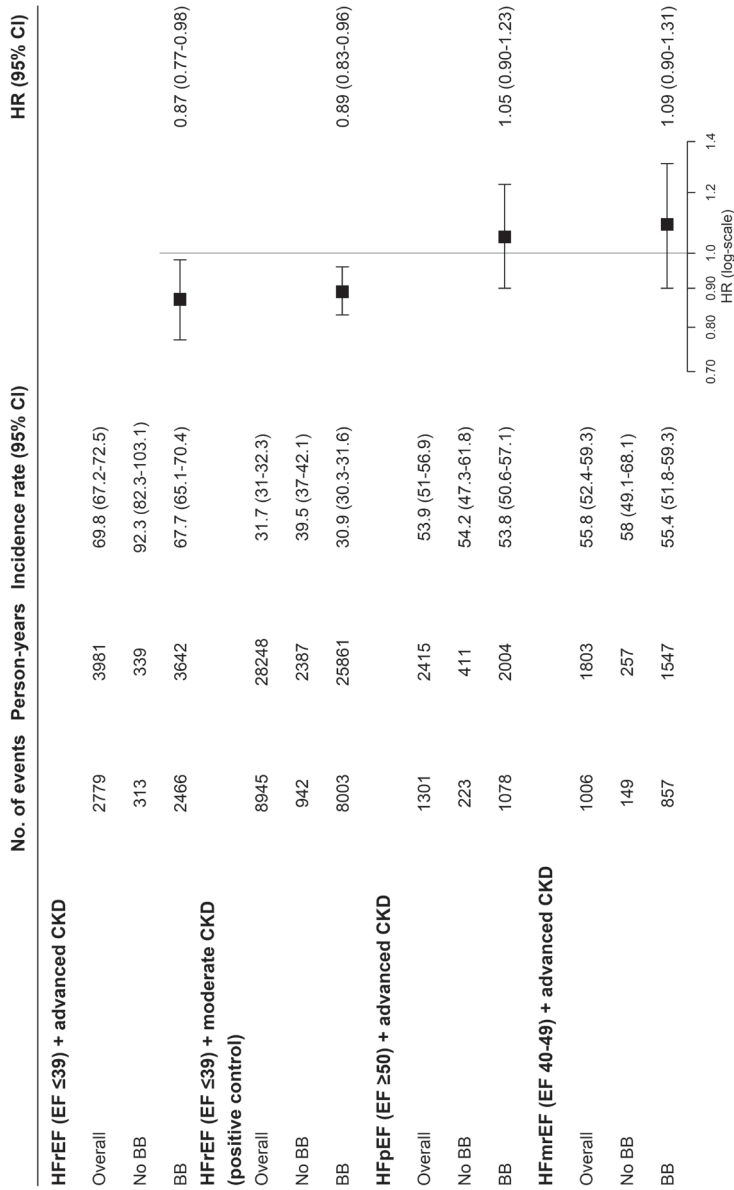 No. of events Person-years Incidence rate (95% CI) HR (95% CI)
HFrEF (EF ≤39) + advanced CKD
Overall 2779 3981 69.8 (67.2-72.5)
No BB 313 339 92.3 (82.3-103.1)
BB 2466 3642 67.7 (65.1-70.4) 0.87 (0.77-0.98)
HFrEF (EF ≤39) + moderate CKD
(positive control)
Overall 8945 28248 31.7 (31-32.3)
No BB 942 2387 39.5 (37-42.1)
BB 8003 25861 30.9 (30.3-31.6) 0.89 (0.83-0.96)
HFpEF (EF ≥50) + advanced CKD
Overall 1301 2415 53.9 (51-56.9)
No BB 223 411 54.2 (47.3-61.8)
BB 1078 2004 53.8 (50.6-57.1) 1.05 (0.90-1.23)
HFmrEF (EF 40-49) + advanced CKD
Overall 1006 1803 55.8 (52.4-59.3)
No BB 149 257 58 (49.1-68.1)
BB 857 1547 55.4 (51.8-59.3) 1.09 (0.90-1.31)
0.70 0.80 0.90 1.0 1.2 1.4
HR (log-scale)